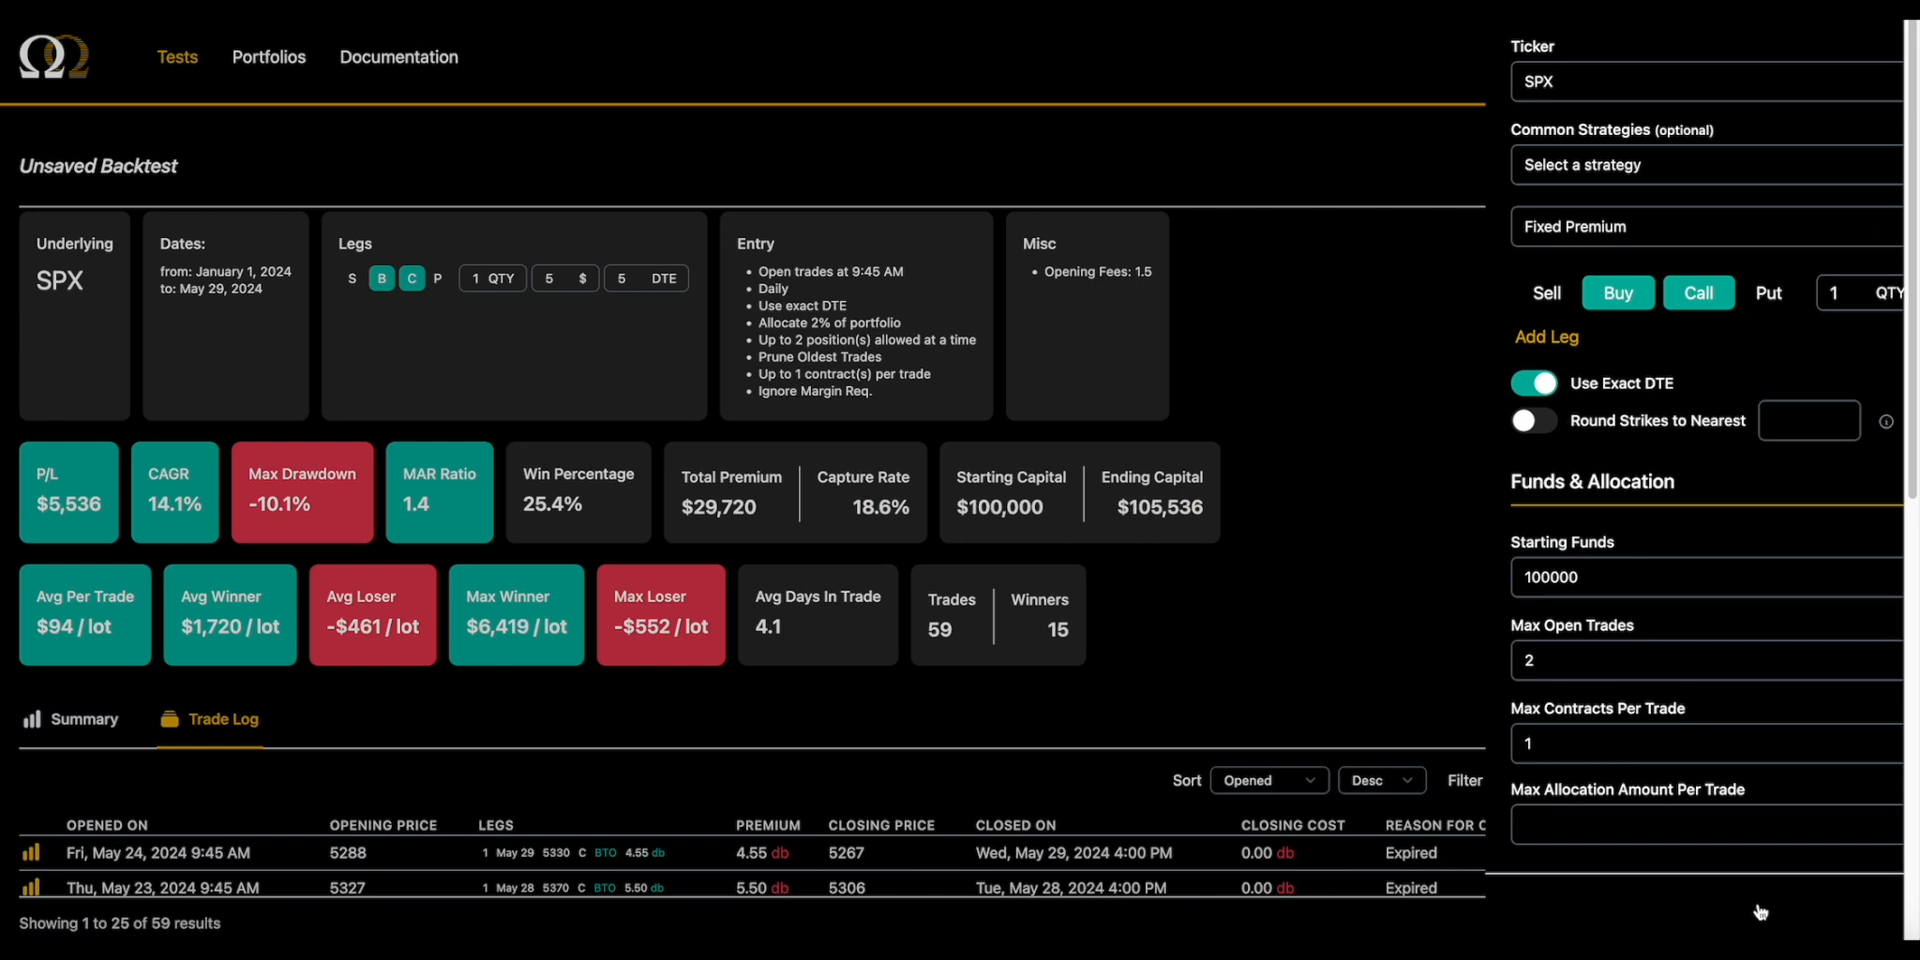 Tests Portfolios Documentation
Unsaved Backtest
Underlying
SPX
Dates:
from: January 1, 2024
to: May 29, 2024
Legs
S B C P 1 QTY 5 $ 5 DTE
Entry
• Open trades at 9:45 AM
• Daily
• Use exact DTE
• Allocate 2% of portfolio
• Up to 2 position(s) allowed at a time
• Prune Oldest Trades
• Up to 1 contract(s) per trade
• Ignore Margin Req.
Misc
• Opening Fees: 1.5
P/L
$5,536
CAGR
14.1%
Max Drawdown
-10.1%
MAR Ratio
1.4
Win Percentage
25.4%
Total Premium
$29,720
Capture Rate
18.6%
Starting Capital
$100,000
Ending Capital
$105,536
Avg Per Trade
$94 / lot
Avg Winner
$1,720 / lot
Avg Loser
-$461 / lot
Max Winner
$6,419 / lot
Max Loser
-$552 / lot
Avg Days In Trade
4.1
Trades
59
Winners
15
Summary Trade Log
Sort Opened Desc Filter
OPENED ON OPENING PRICE LEGS PREMIUM CLOSING PRICE CLOSED ON CLOSING COST REASON FOR C
Fri, May 24, 2024 9:45 AM 5288 1 May 29 5330 C BTO 4.55 db 4.55 db 5267 Wed, May 29, 2024 4:00 PM 0.00 db Expired
Thu, May 23, 2024 9:45 AM 5327 1 May 28 5370 C BTO 5.50 db 5.50 db 5306 Tue, May 28, 2024 4:00 PM 0.00 db Expired
Showing 1 to 25 of 59 results
Ticker
SPX
Common Strategies (optional)
Select a strategy
Fixed Premium
Sell Buy Call Put 1 QTY
Add Leg
Use Exact DTE
Round Strikes to Nearest
Funds & Allocation
Starting Funds
100000
Max Open Trades
2
Max Contracts Per Trade
1
Max Allocation Amount Per Trade